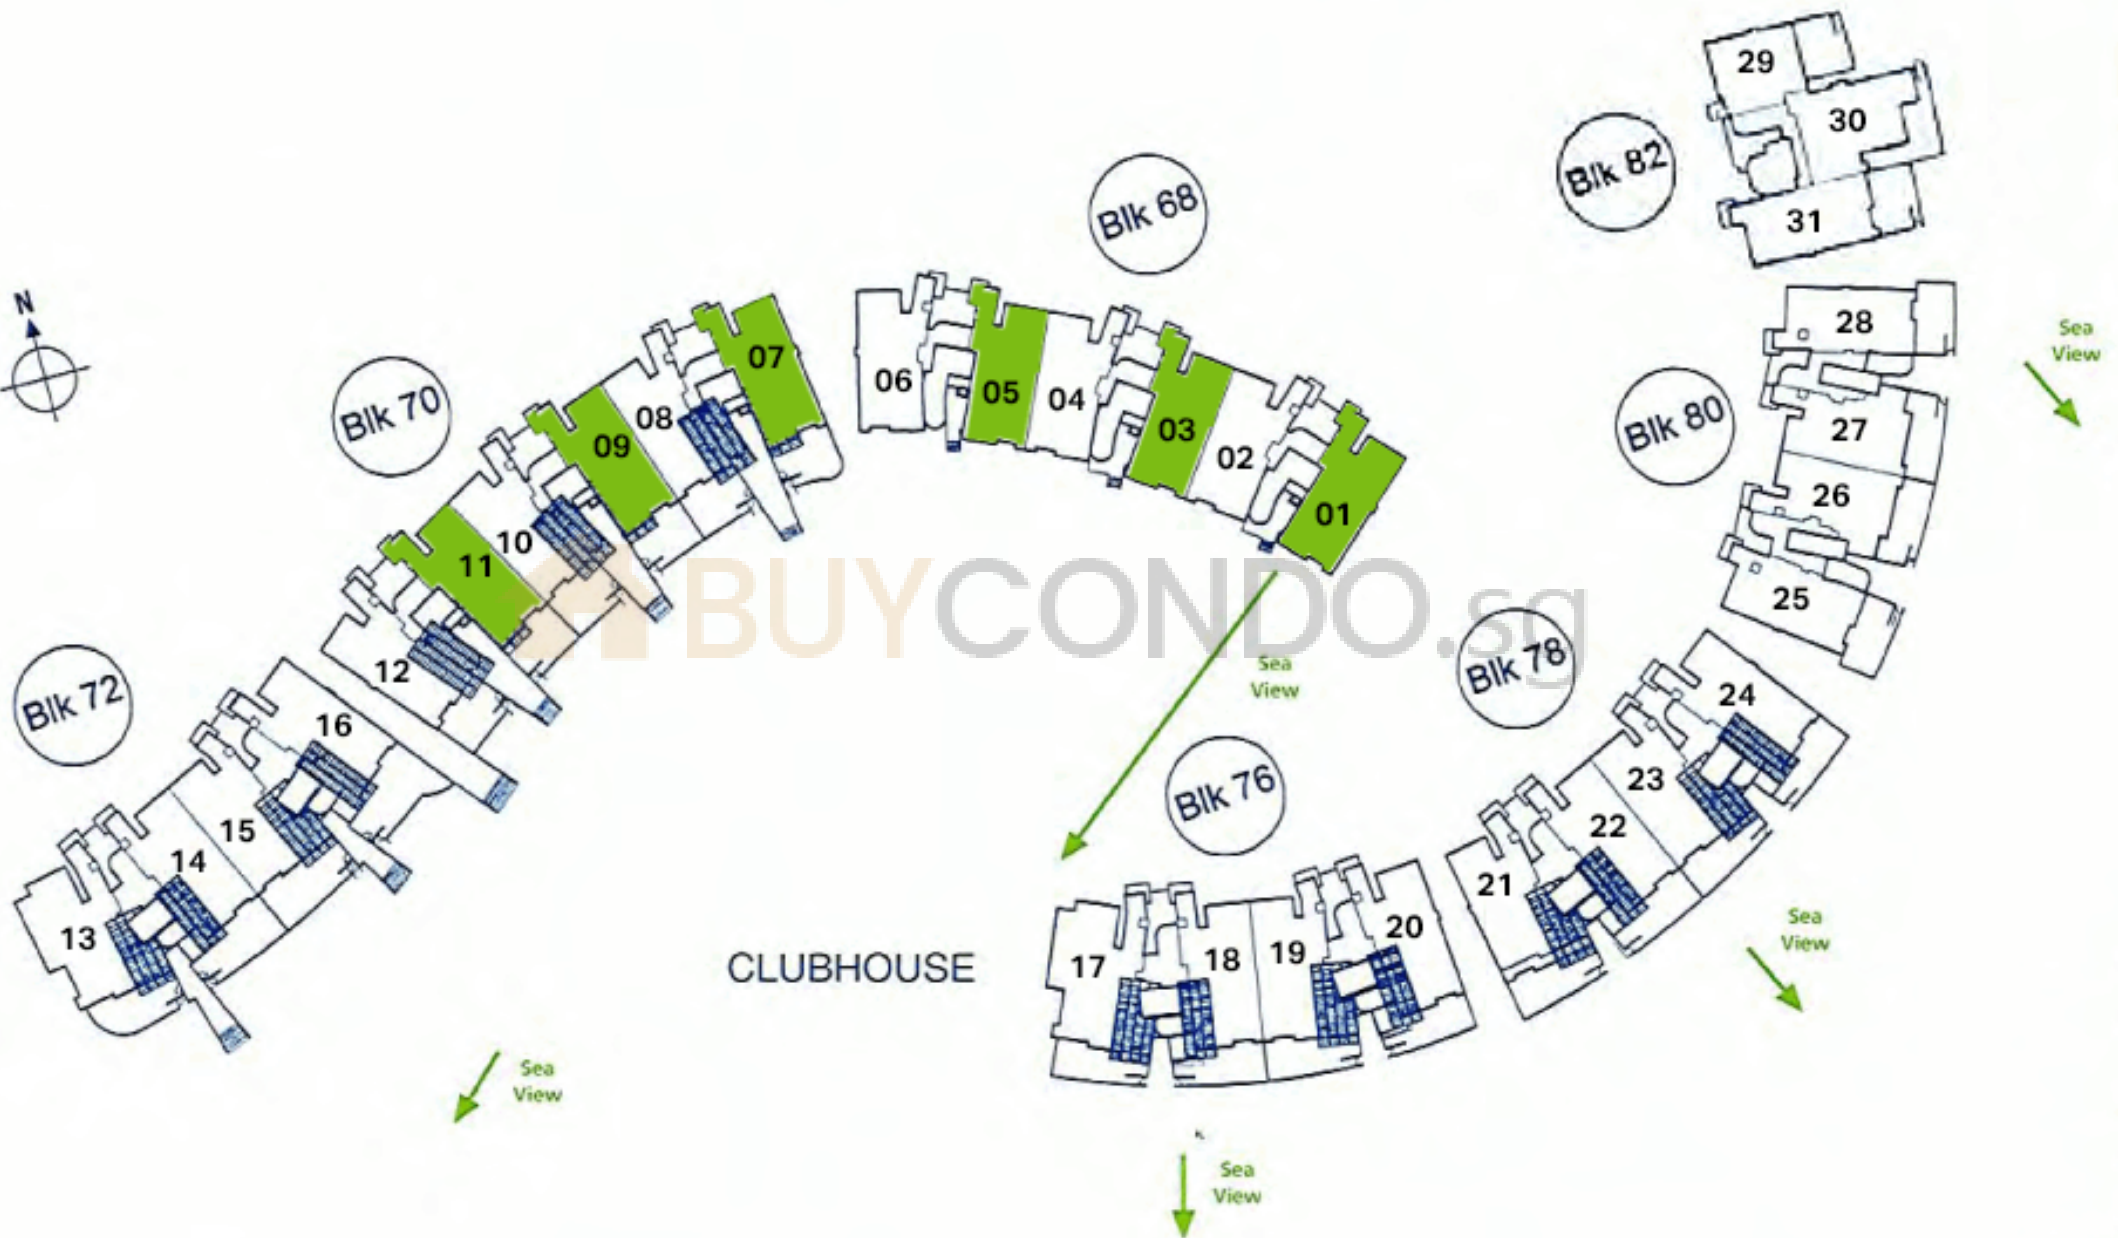 29
30
Blk 82
31
Blk 68
N
28
Sea
View
07
06
05
04
Blk 70
08
03
09
02
Blk 80
27
01
26
10
11
25
BUYCONDO.sg
12
Blk 78
Sea
View
24
Blk 72
16
23
15
Blk 76
22
14
21
13
20
19
18
17
CLUBHOUSE
Sea
View
Sea
View
Sea
View